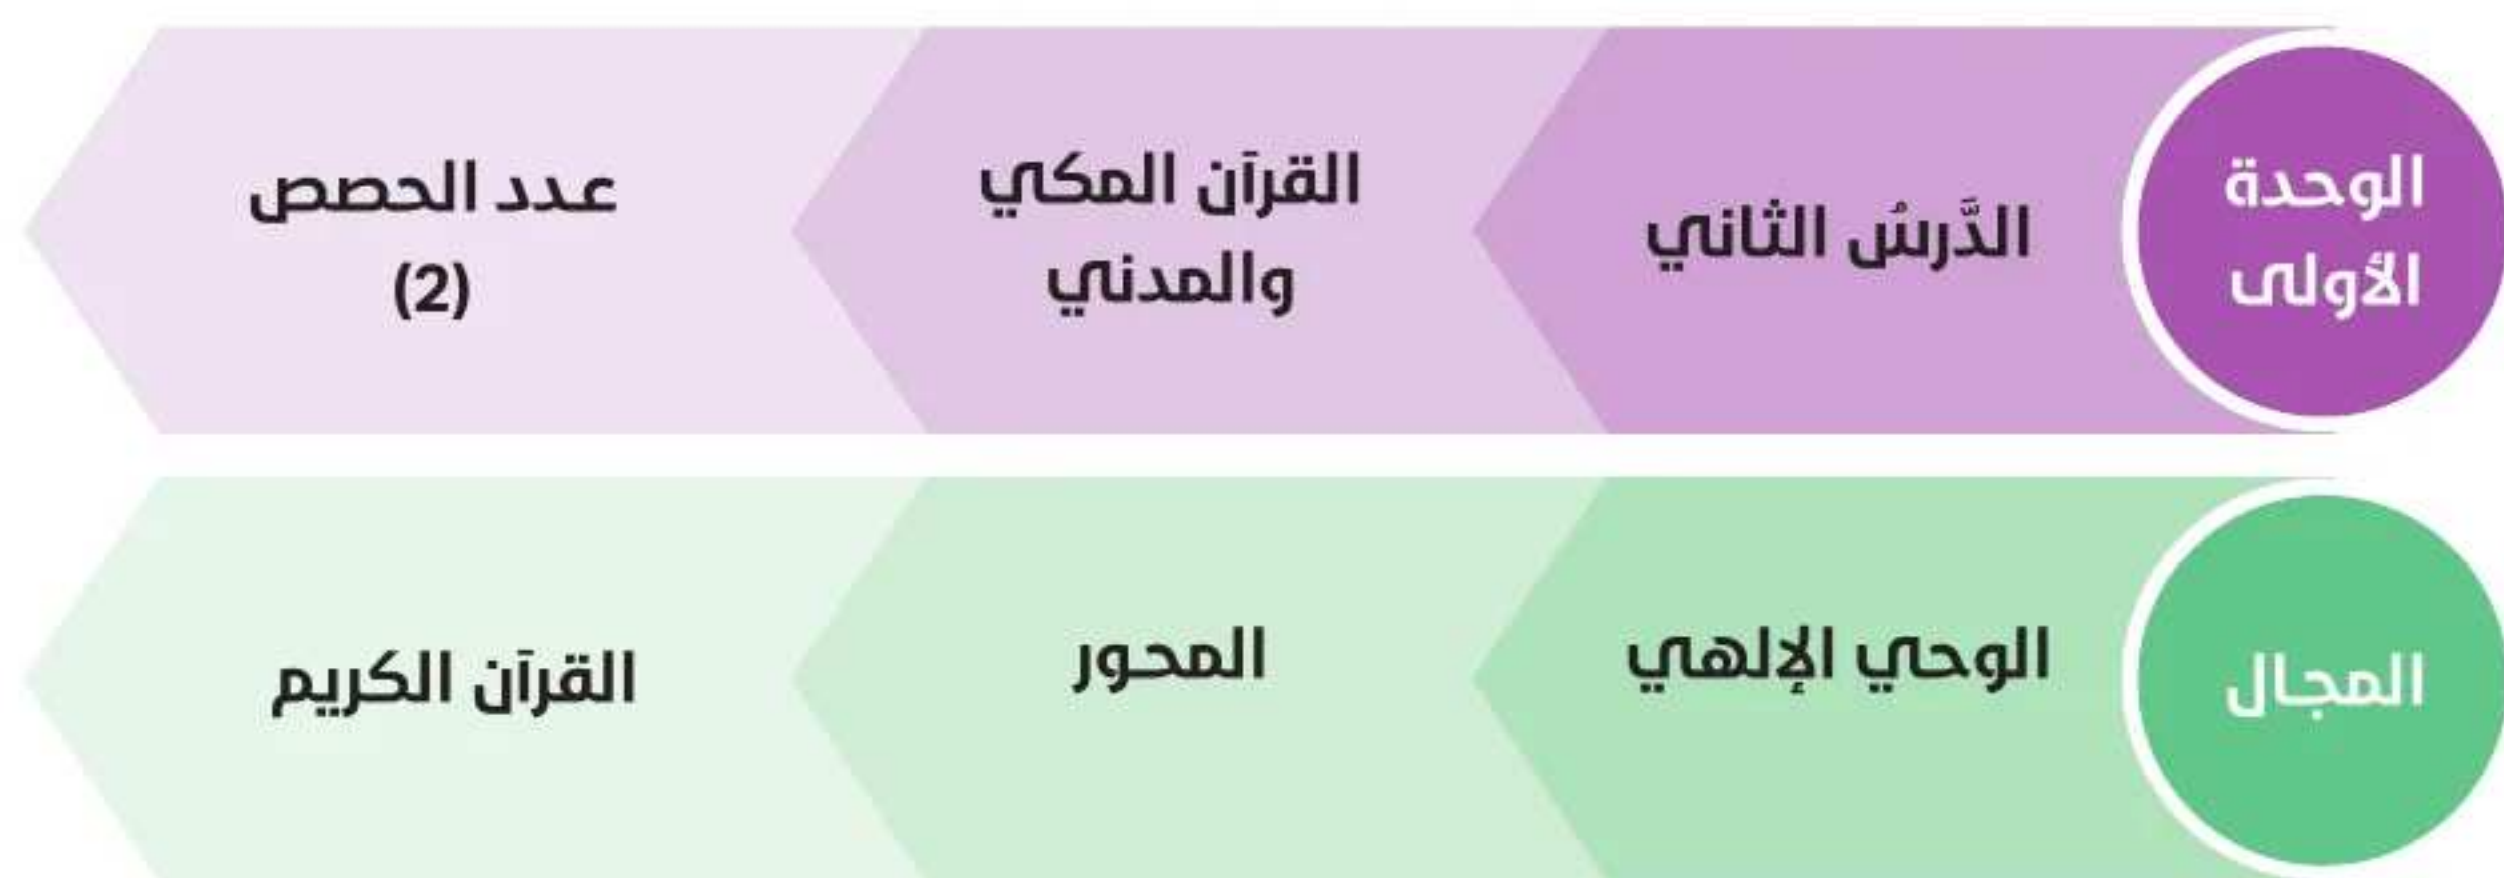 الوحدة
الأولى
الدَّرسُ الثاني
القرآن المكي
والمدني
عدد الحصص
(2)
المجال
الوحي الإلهي
المحور
القرآن الكريم